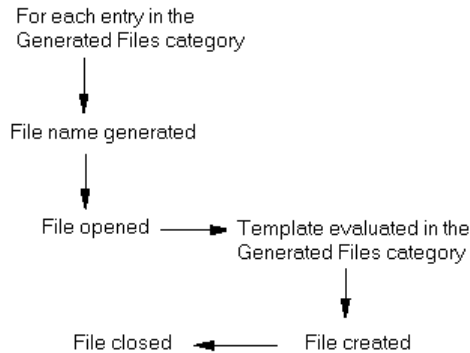 For each entry in the
Generated Files category
File name generated
File opened
Template evaluated in the
Generated Files category
File created
File closed